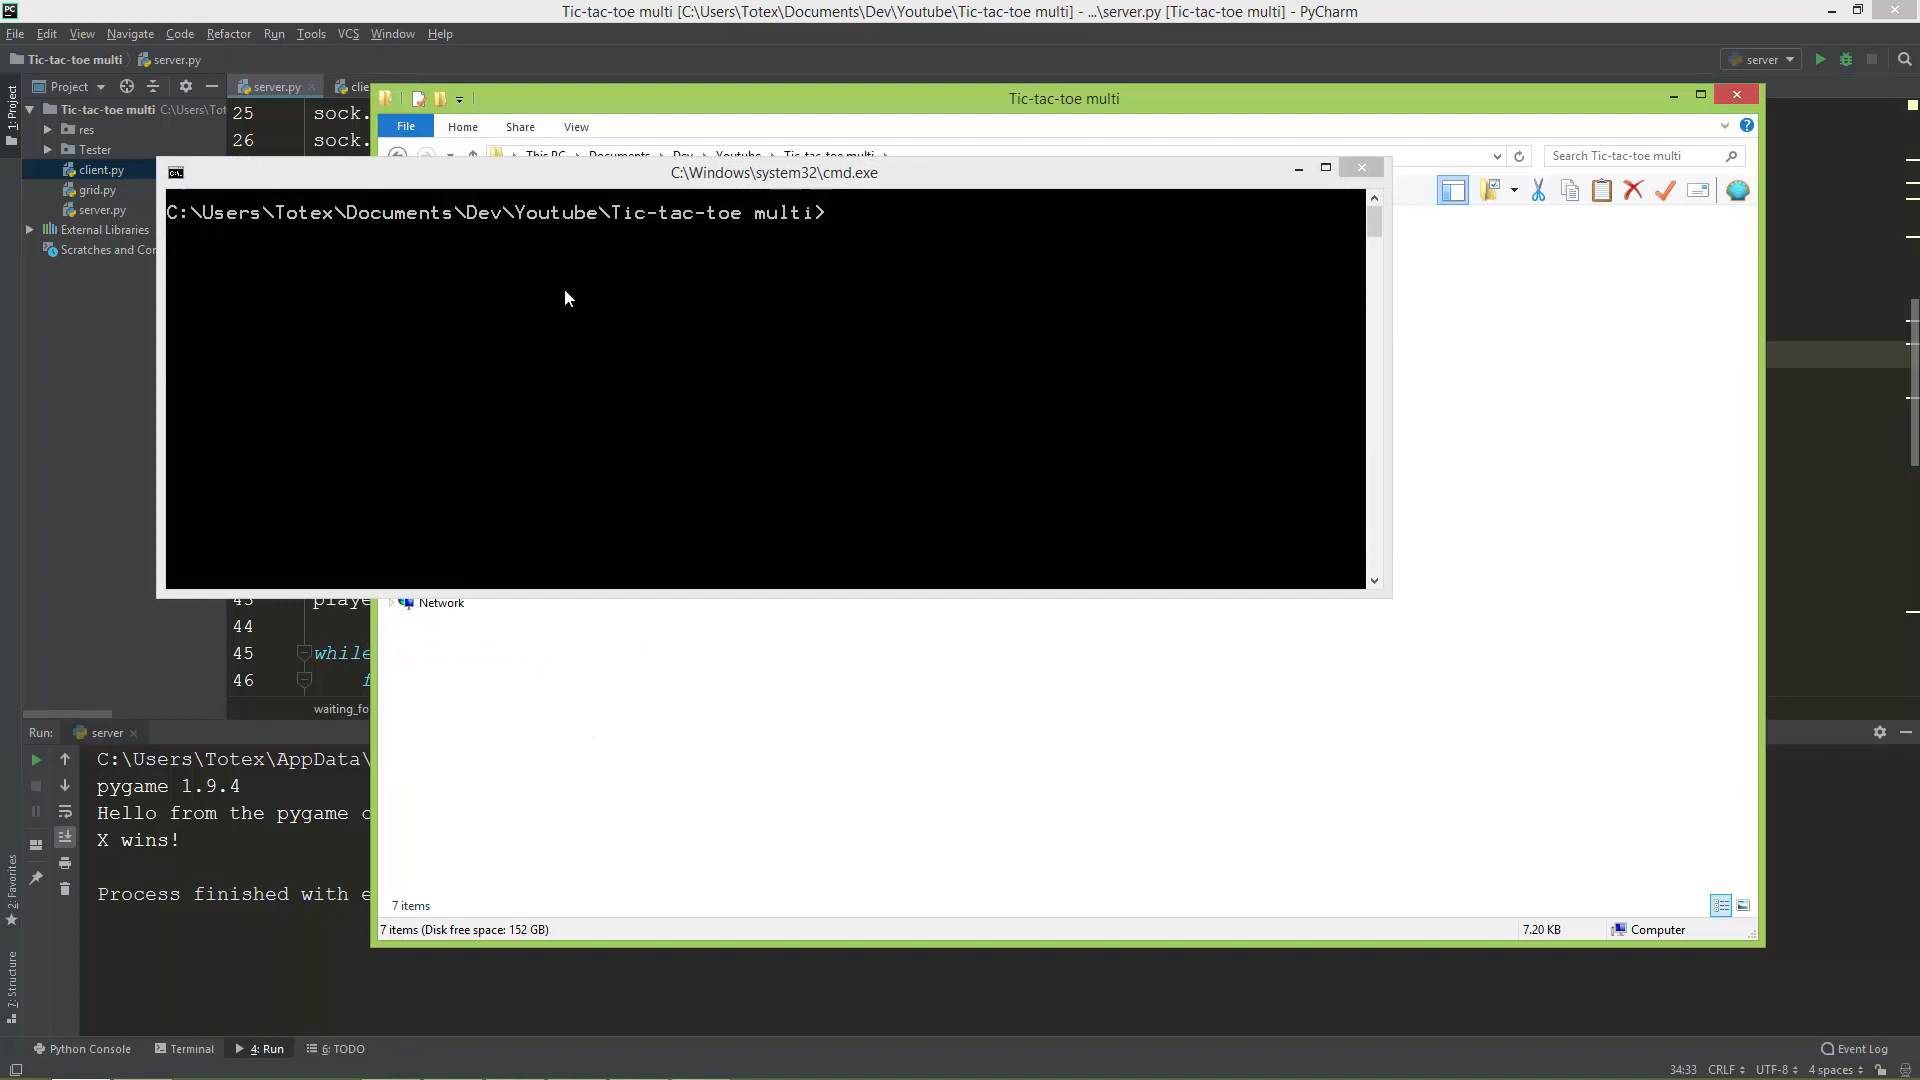 Tic-tac-toe multi [C:\Users\Totex\Documents\Dev\Youtube\Tic-tac-toe multi] - ...\server.py [Tic-tac-toe multi] - PyCharm
File Edit View Navigate Code Refactor Run Tools VCS Window Help
Tic-tac-toe multi server.py server
Project server.py clie
Tic-tac-toe multi C:\Users\Tot
res
Tester
client.py
grid.py
server.py
External Libraries
Scratches and Cor
1: Project
25 sock.
26 sock.
Tic-tac-toe multi
File Home Share View
This PC Documents Dev Youtube Tic-tac-toe multi
Search Tic-tac-toe multi
C:\Windows\system32\cmd.exe
C:\Users\Totex\Documents\Dev\Youtube\Tic-tac-toe multi>
Network
playe
44
45 while
46 f
waiting_fo
7 items
7 items (Disk free space: 152 GB) 7.20 KB Computer
Run: server
C:\Users\Totex\AppData\
pygame 1.9.4
Hello from the pygame c
X wins!
Process finished with e
2: Favorites
7: Structure
Python Console Terminal 4: Run 6: TODO Event Log
34:33 CRLF UTF-8 4 spaces